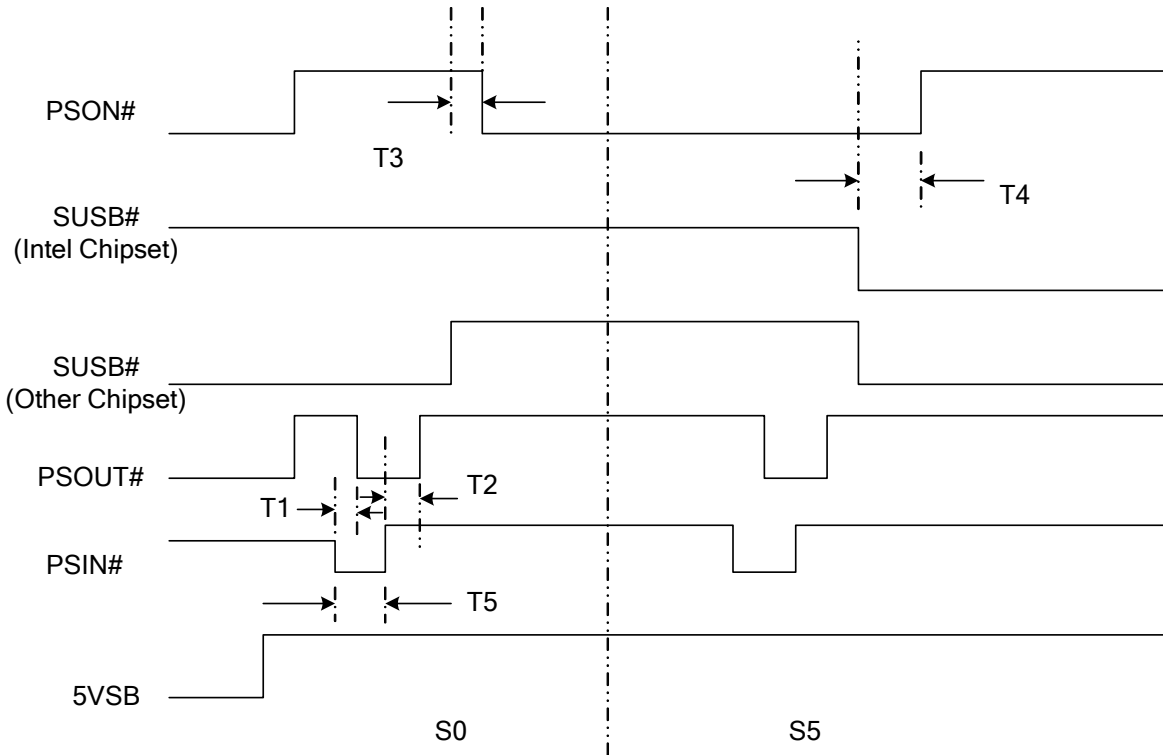 PSON#
T3
T4
SUSB#
(Intel Chipset)
SUSB#
(Other Chipset)
PSOUT#
T2
T1
PSIN#
T5
5VSB
S0
S5